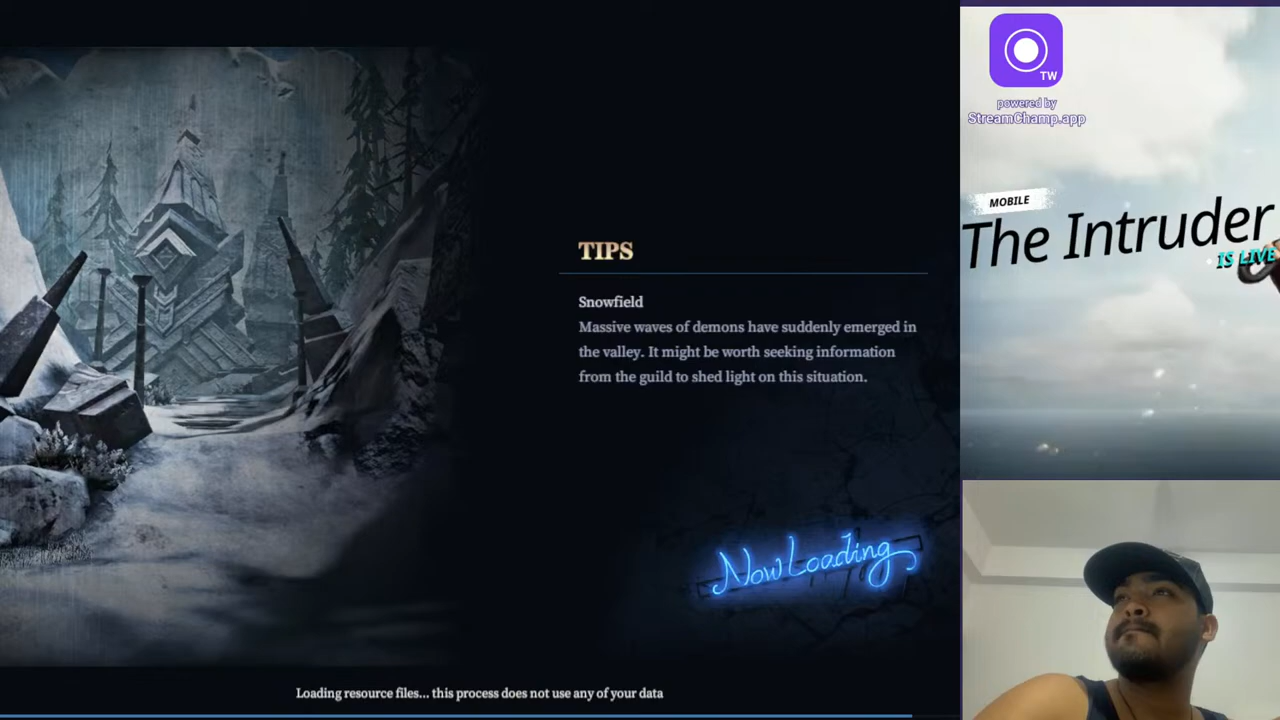 TIPS
Snowfield
Massive waves of demons have suddenly emerged in
the valley. It might be worth seeking information
from the guild to shed light on this situation.
Now Loading
Loading resource files... this process does not use any of your data
TW
powered by
StreamChamp.app
MOBILE
The Intruder
IS LIVE